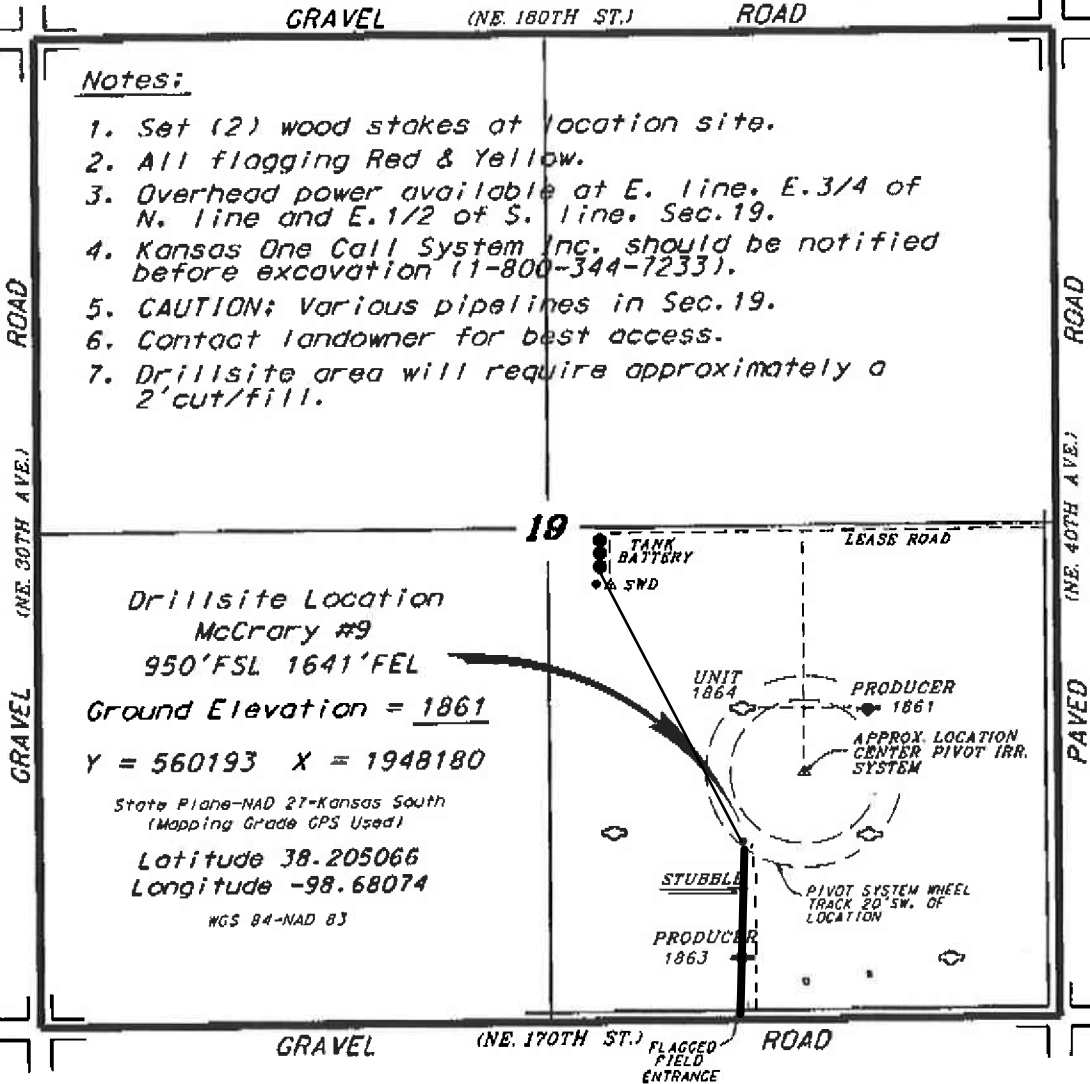 GRAVEL (NE. 180TH ST.) ROAD
Notes:
1. Set (2) wood stakes at location site.
2. All flagging Red & Yellow.
3. Overhead power available at E. line. E.3/4 of
N. line and E.1/2 of S. line. Sec.19.
4. Kansas One Call System Inc. should be notified
before excavation (1-800-344-7233).
5. CAUTION: Various pipelines in Sec.19.
6. Contact landowner for best access.
7. Drillsite area will require approximately a
2'cut/fill.
GRAVEL (NE. 30TH AVE.) ROAD
PAVED (NE. 40TH AVE.) ROAD
19
TANK
BATTERY
SWD
LEASE ROAD
Drillsite Location
McCrary #9
950'FSL 1641'FEL
Ground Elevation = 1861
Y = 560193 X = 1948180
State Plane-NAD 27-Kansas South
(Mapping Grade GPS Used)
Latitude 38.205066
Longitude -98.68074
WGS 84-NAD 83
UNIT
1864
PRODUCER
1861
APPROX. LOCATION
CENTER PIVOT IRR.
SYSTEM
STUBBLE
PIVOT SYSTEM WHEEL
TRACK 20'SW. OF
LOCATION
PRODUCER
1863
GRAVEL (NE. 170TH ST.) ROAD
FLAGGED
FIELD
ENTRANCE